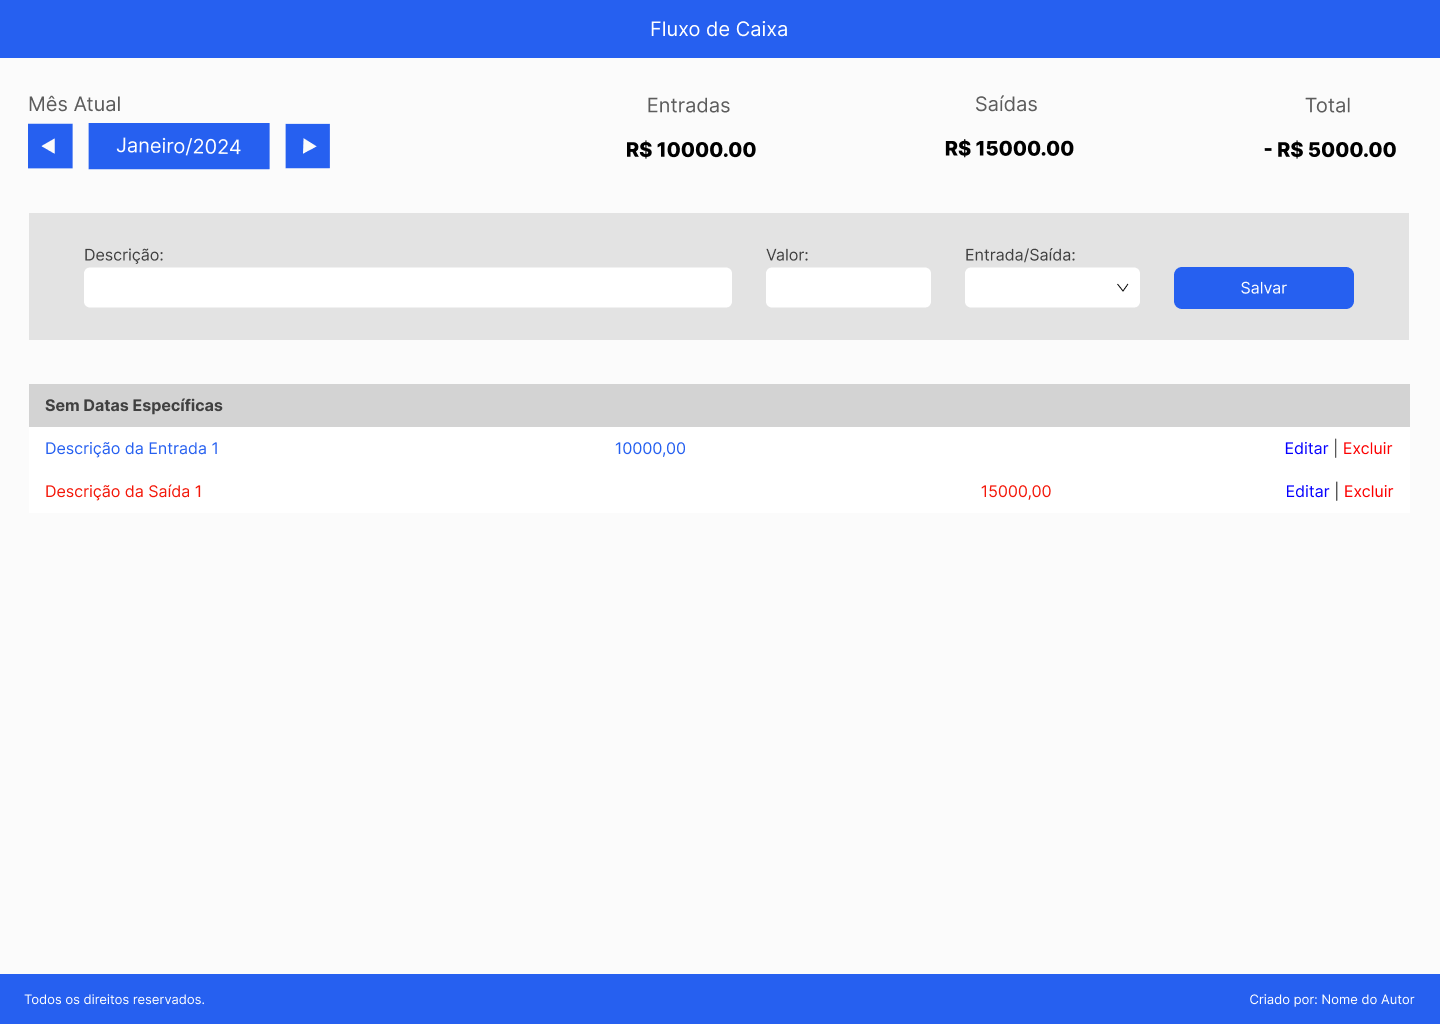 Fluxo de Caixa
Mês Atual
Janeiro/2024
Entradas
R$ 10000.00
Saídas
R$ 15000.00
Total
- R$ 5000.00
Descrição:
Valor:
Entrada/Saída:
Salvar
Sem Datas Específicas
Descrição da Entrada 1 10000,00 Editar | Excluir
Descrição da Saída 1 15000,00 Editar | Excluir
Todos os direitos reservados. Criado por: Nome do Autor